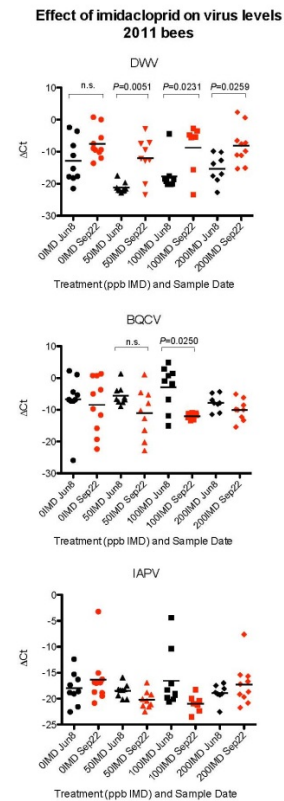 Effect of imidacloprid on virus levels
2011 bees
DWV
n.s.
P=0.0051
P=0.0231
P=0.0259
10
0
-10
-20
-30
ΔCt
0IMD Jun8
0IMD Sep22
50IMD Jun8
50IMD Sep22
100IMD Jun8
100IMD Sep22
200IMD Jun8
200IMD Sep22
Treatment (ppb IMD) and Sample Date
BQCV
n.s.
P=0.0250
10
0
-10
-20
-30
ΔCt
0IMD Jun8
0IMD Sep22
50IMD Jun8
50IMD Sep22
100IMD Jun8
100IMD Sep22
200IMD Jun8
200IMD Sep22
Treatment (ppb IMD) and Sample Date
IAPV
0
-5
-10
-15
-20
-25
ΔCt
0IMD Jun8
0IMD Sep22
50IMD Jun8
50IMD Sep22
100IMD Jun8
100IMD Sep22
200IMD Jun8
200IMD Sep22
Treatment (ppb IMD) and Sample Date